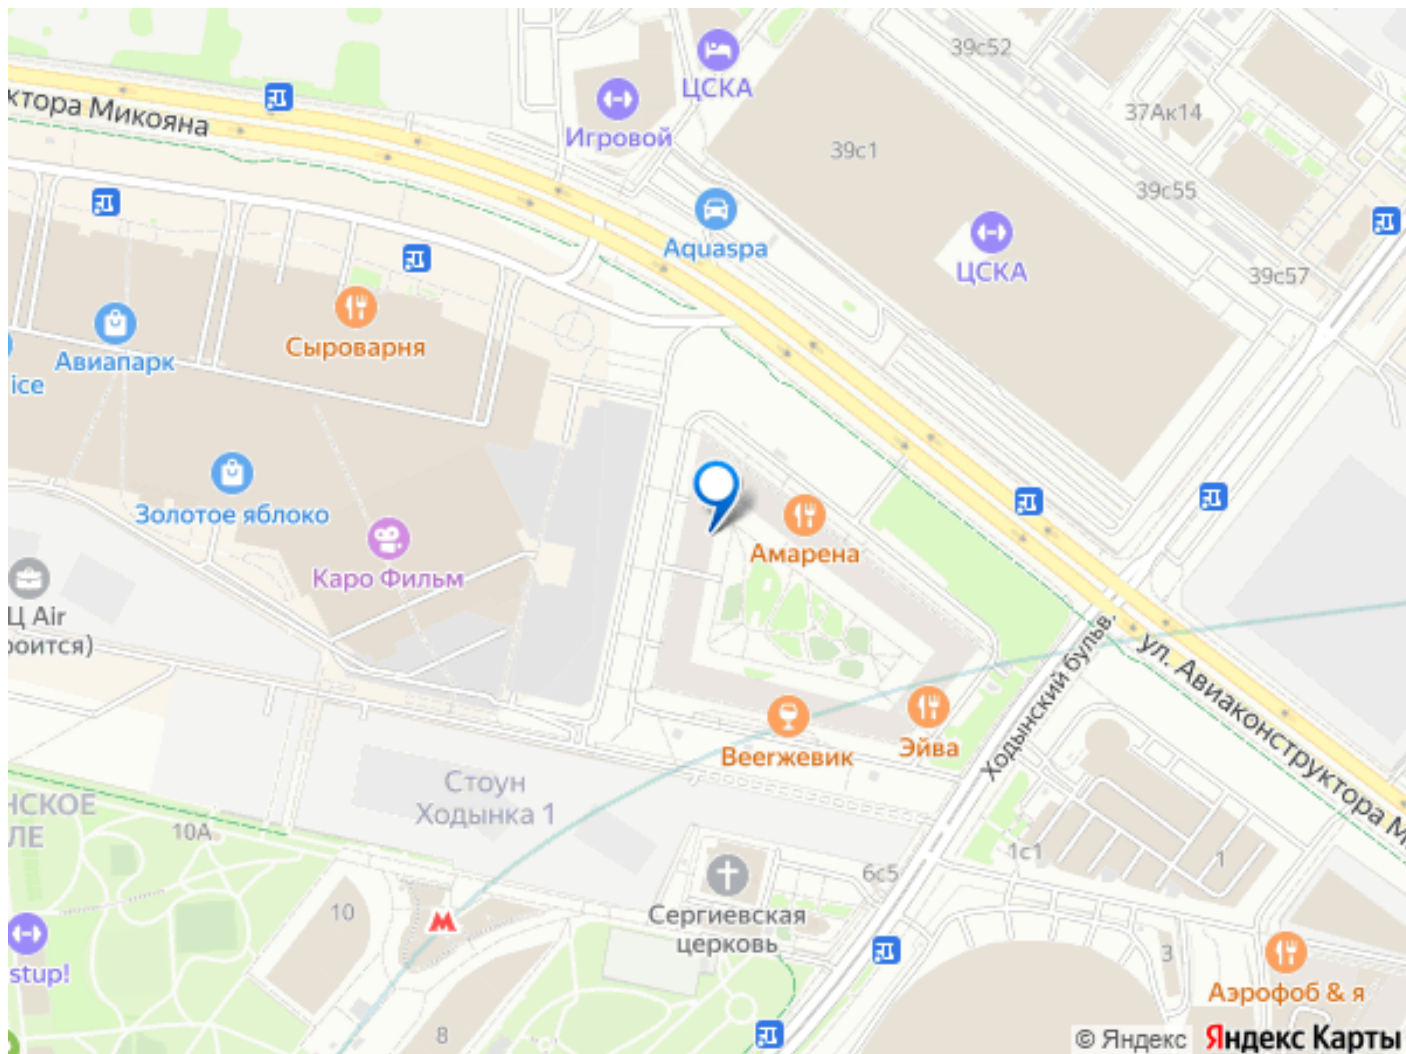 ЦСКА
39с52
ктора Микояна
Игровой
37Ак14
39с1
39с55
Aquaspa
ЦСКА
39с57
Сыроварня
Авиапарк
ice
Золотое яблоко
Амарена
Каро Фильм
Ц Air
роится)
Ходынский бульв.
ул. Авиаконструктора М
Веегжевик
Эйва
Стоун
Ходынка 1
НСКОЕ
ЛЕ
10А
1с1
1
6с5
10
Сергиевская
церковь
stup!
3
Аэрофоб & я
8
© Яндекс Яндекс Карты